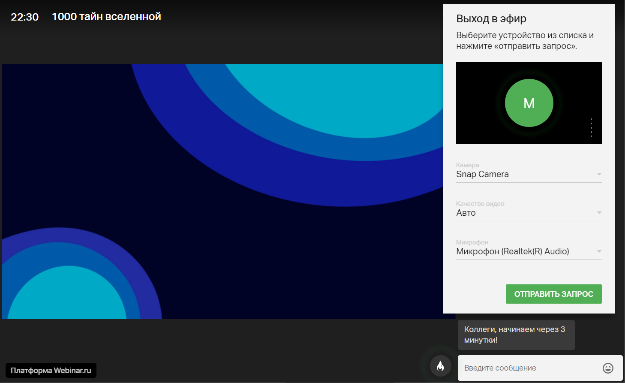 22:30 1000 тайн вселенной
Выход в эфир
Выберите устройство из списка и
нажмите «отправить запрос».
М
Камера
Snap Camera
Качество видео
Авто
Микрофон
Микрофон (Realtek(R) Audio)
ОТПРАВИТЬ ЗАПРОС
Коллеги, начинаем через 3
минутки!
Платформа Webinar.ru
Введите сообщение